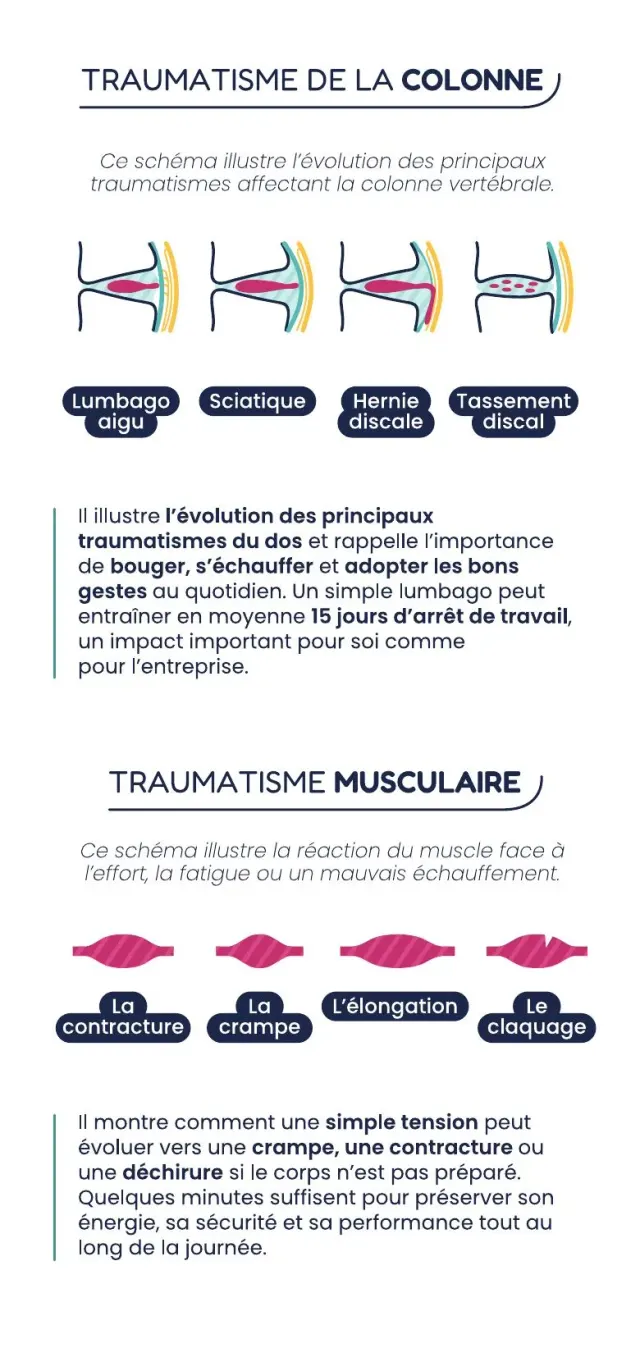 TRAUMATISME DE LA COLONNE
Ce schéma illustre l’évolution des principaux
traumatismes affectant la colonne vertébrale.
Lumbago
aigu
Sciatique
Hernie
discale
Tassement
discal
Il illustre l’évolution des principaux
traumatismes du dos et rappelle l’importance
de bouger, s’échauffer et adopter les bons
gestes au quotidien. Un simple lumbago peut
entraîner en moyenne 15 jours d’arrêt de travail,
un impact important pour soi comme
pour l’entreprise.
TRAUMATISME MUSCULAIRE
Ce schéma illustre la réaction du muscle face à
l’effort, la fatigue ou un mauvais échauffement.
La
contracture
La
crampe
L’élongation
Le
claquage
Il montre comment une simple tension peut
évoluer vers une crampe, une contracture ou
une déchirure si le corps n’est pas préparé.
Quelques minutes suffisent pour préserver son
énergie, sa sécurité et sa performance tout au
long de la journée.